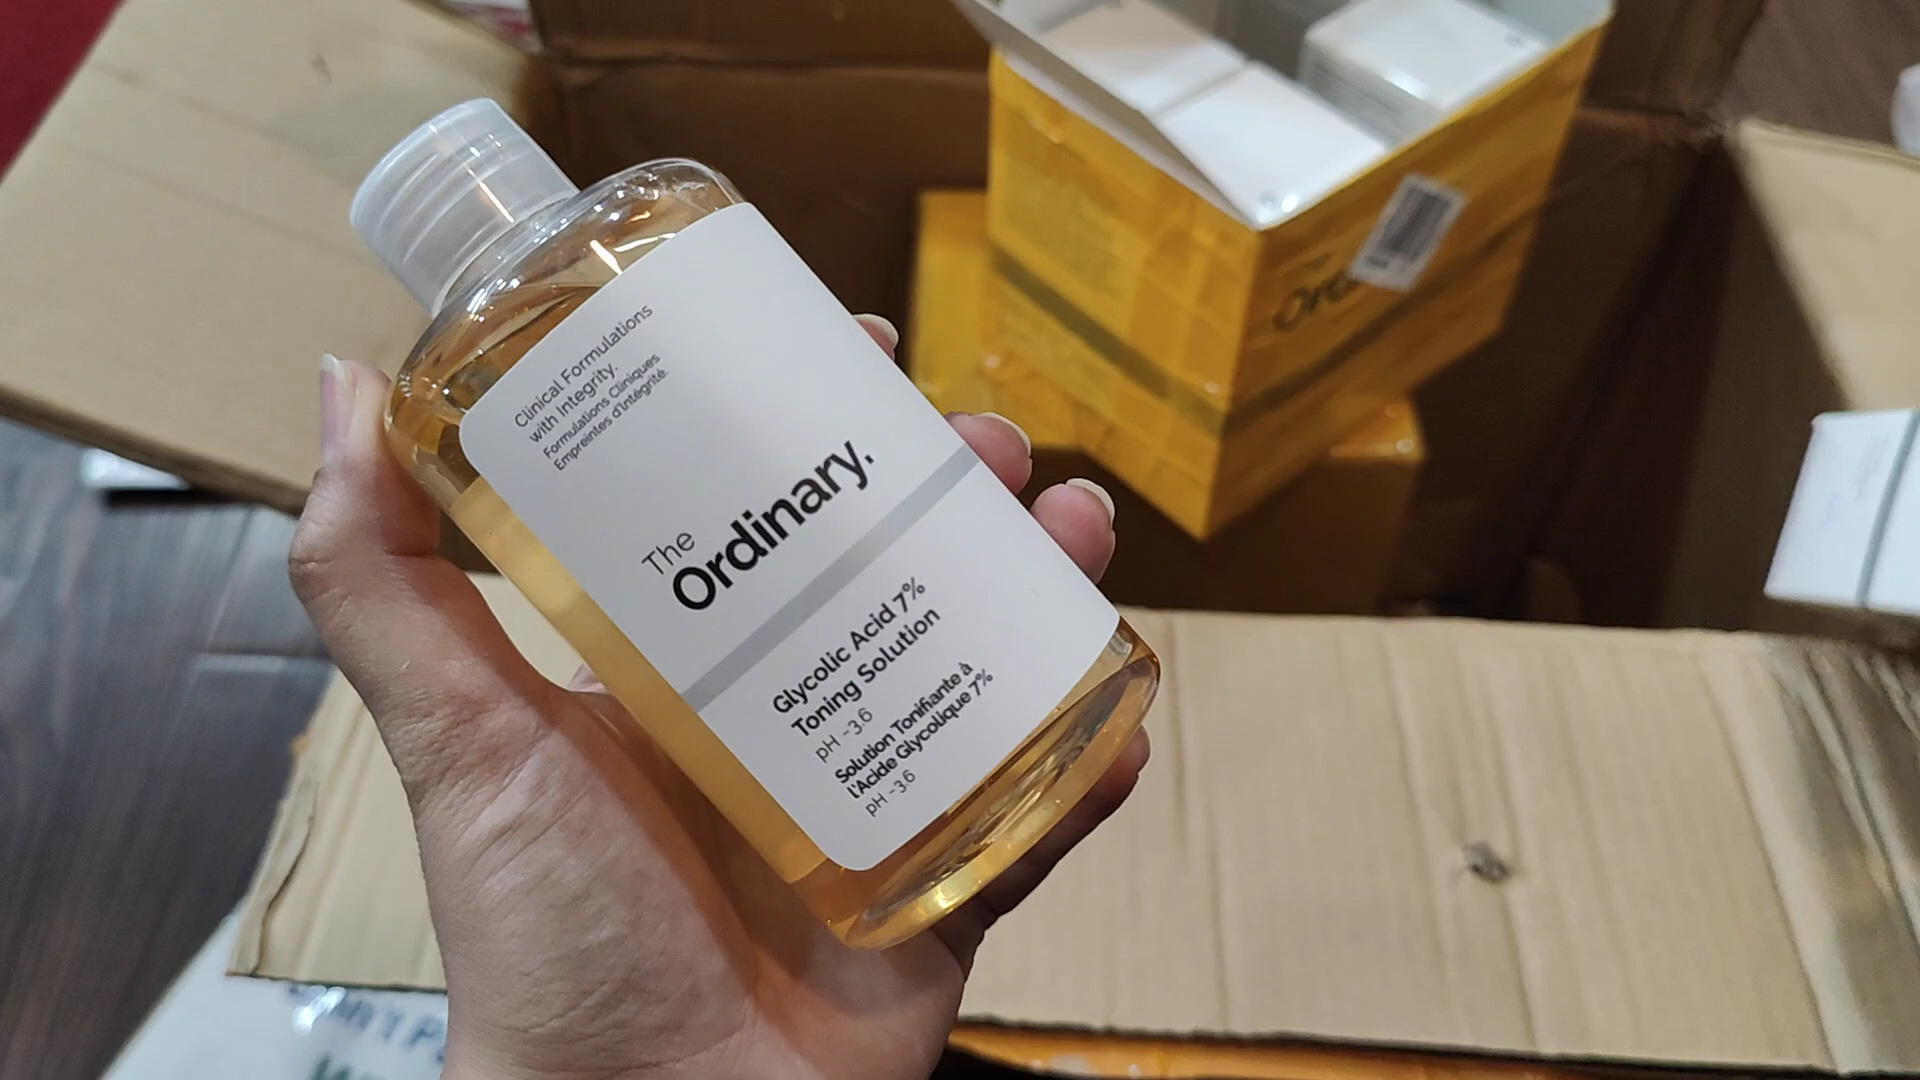 Clinical Formulations
with Integrity.
Formulations Cliniques
Empreintes d'Intégrité.
The
Ordinary.
Glycolic Acid 7%
Toning Solution
pH ~3.6
Solution Tonifiante à
l'Acide Glycolique 7%
pH ~3.6